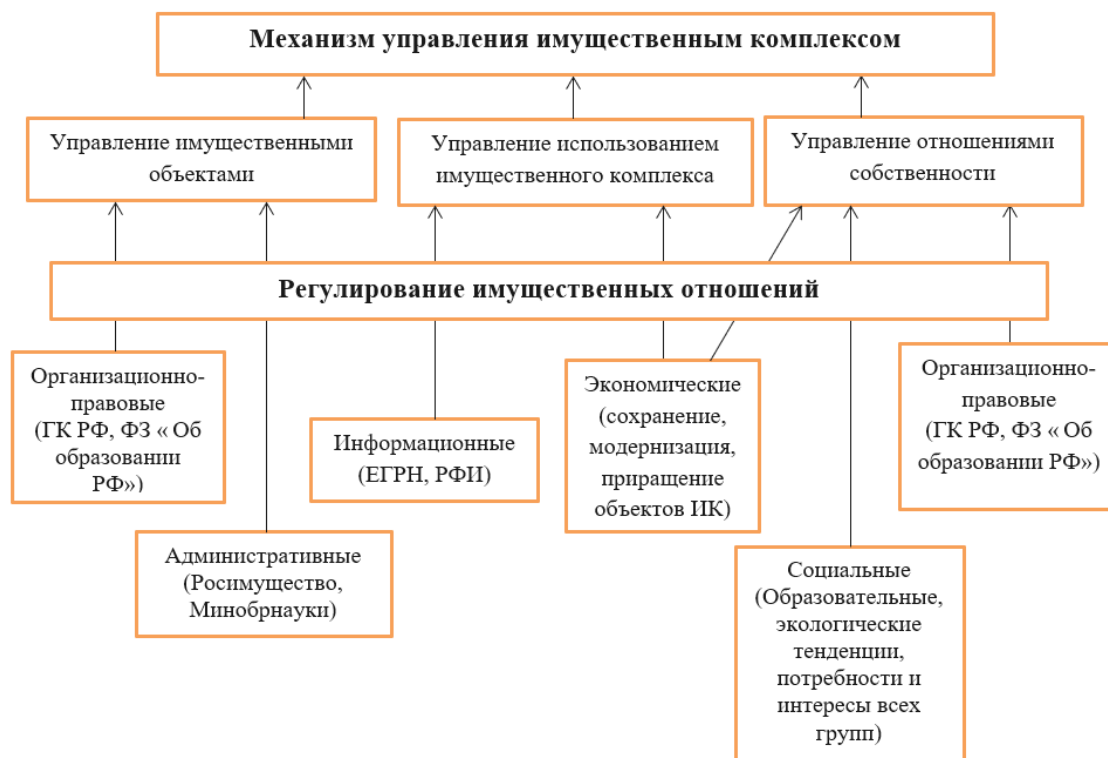 Механизм управления имущественным комплексом
Управление имущественными
объектами
Управление использованием
имущественного комплекса
Управление отношениями
собственности
Регулирование имущественных отношений
Организационно-
правовые
(ГК РФ, ФЗ « Об
образовании
РФ»)
Административные
(Росимущество,
Минобрнауки)
Информационные
(ЕГРН, РФИ)
Экономические
(сохранение,
модернизация,
приращение
объектов ИК)
Социальные
(Образовательные,
экологические
тенденции,
потребности и
интересы всех
групп)
Организационно-
правовые
(ГК РФ, ФЗ « Об
образовании РФ»)